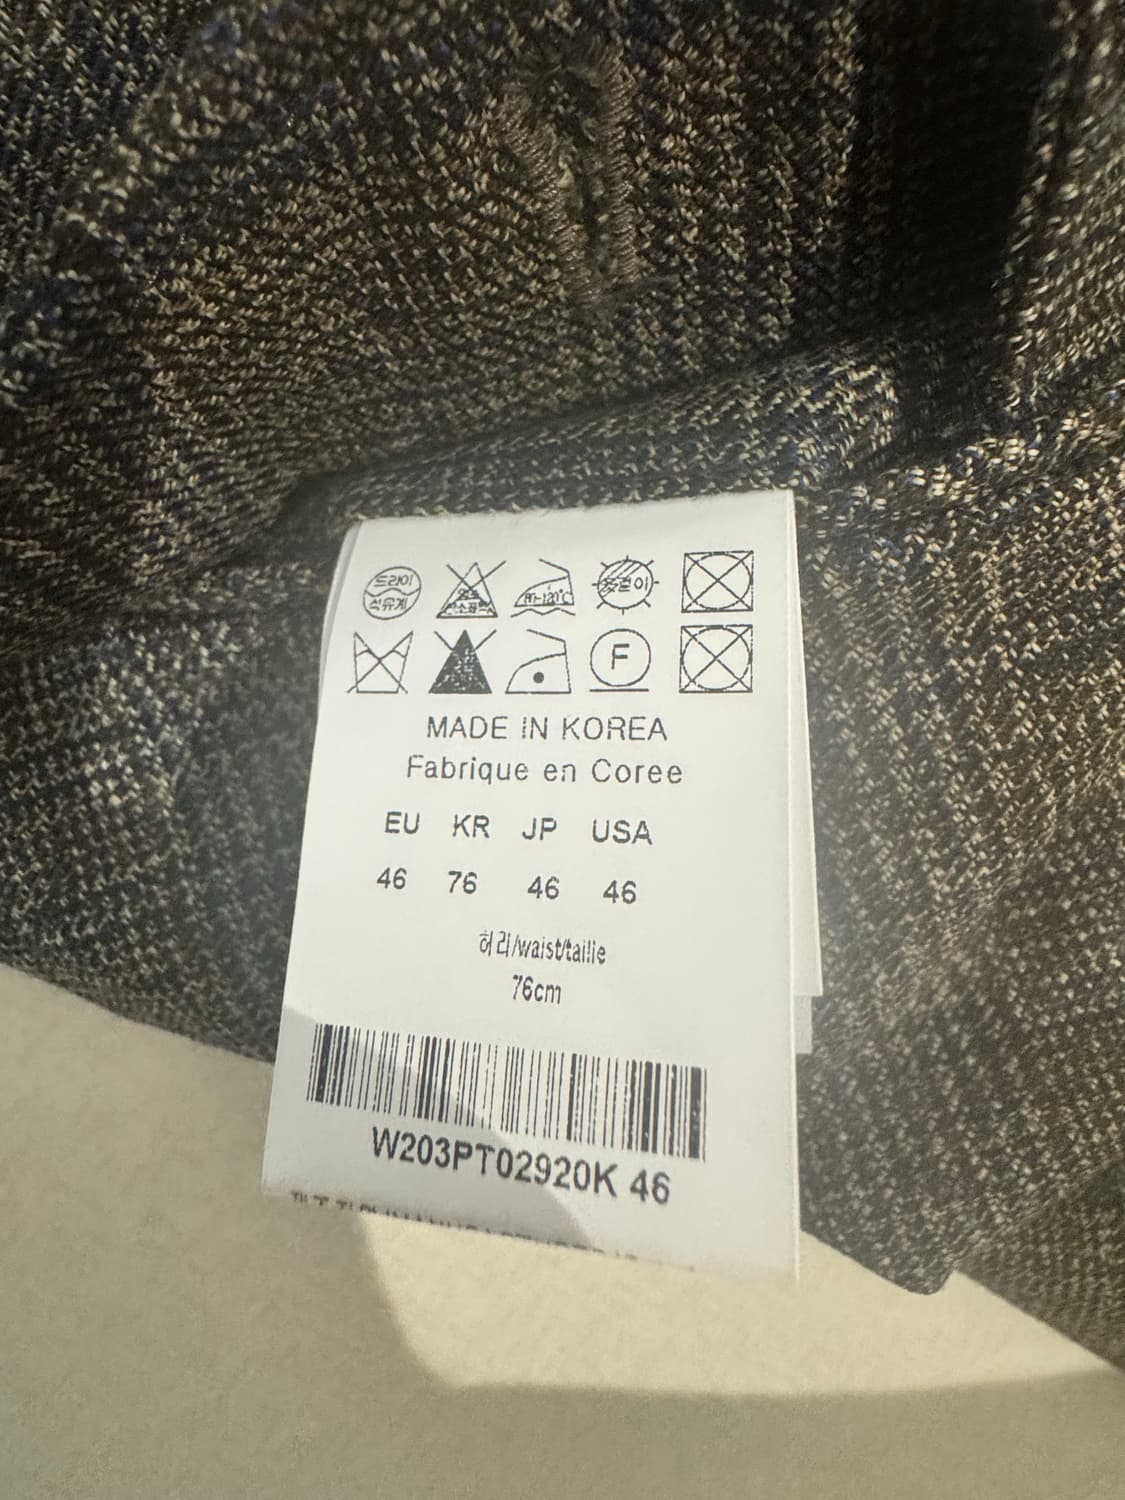 드라이
석유계
F
MADE IN KOREA
Fabrique en Coree
EU KR JP USA
46 76 46 46
허리/waist/taille
76cm
W203PT02920K 46